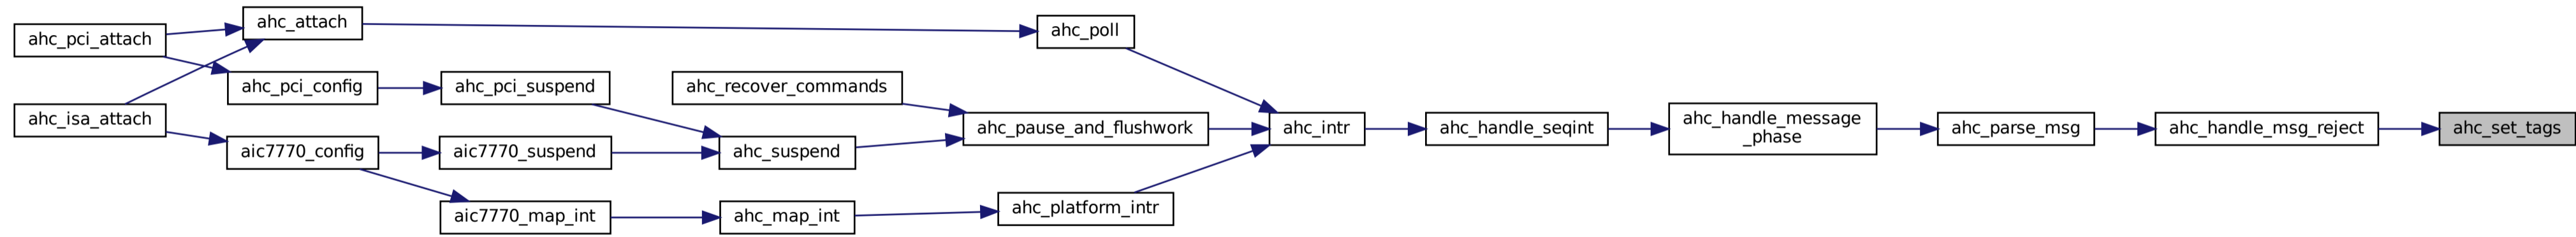 ahc_pci_attach
ahc_isa_attach
ahc_attach
ahc_pci_config
aic7770_config
ahc_pci_suspend
aic7770_suspend
aic7770_map_int
ahc_recover_commands
ahc_suspend
ahc_map_int
ahc_poll
ahc_pause_and_flushwork
ahc_platform_intr
ahc_intr
ahc_handle_seqint
ahc_handle_message
_phase
ahc_parse_msg
ahc_handle_msg_reject
ahc_set_tags